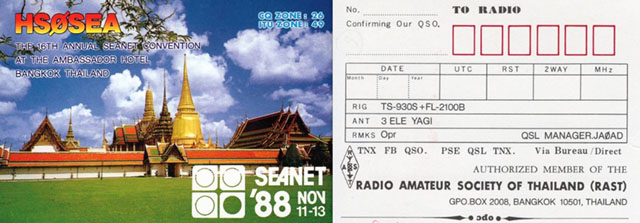 HSØSEA
CQ ZONE : 26
ITU ZONE : 49
THE 16TH ANNUAL SEANET CONVENTION
AT THE AMBASSADOR HOTEL
BANGKOK THAILAND
SEANET
'88 NOV
11-13
No. TO RADIO
Confirming Our QSO.
DATE UTC RST 2WAY MHz
Month Day Year
RIG TS-930S+FL-2100B
ANT 3 ELE YAGI
RMKS Opr QSL MANAGER.JAØAD
TNX FB QSO. PSE QSL TNX. Via Bureau/Direct
AUTHORIZED MEMBER OF THE
RADIO AMATEUR SOCIETY OF THAILAND (RAST)
GPO.BOX 2008, BANGKOK 10501, THAILAND